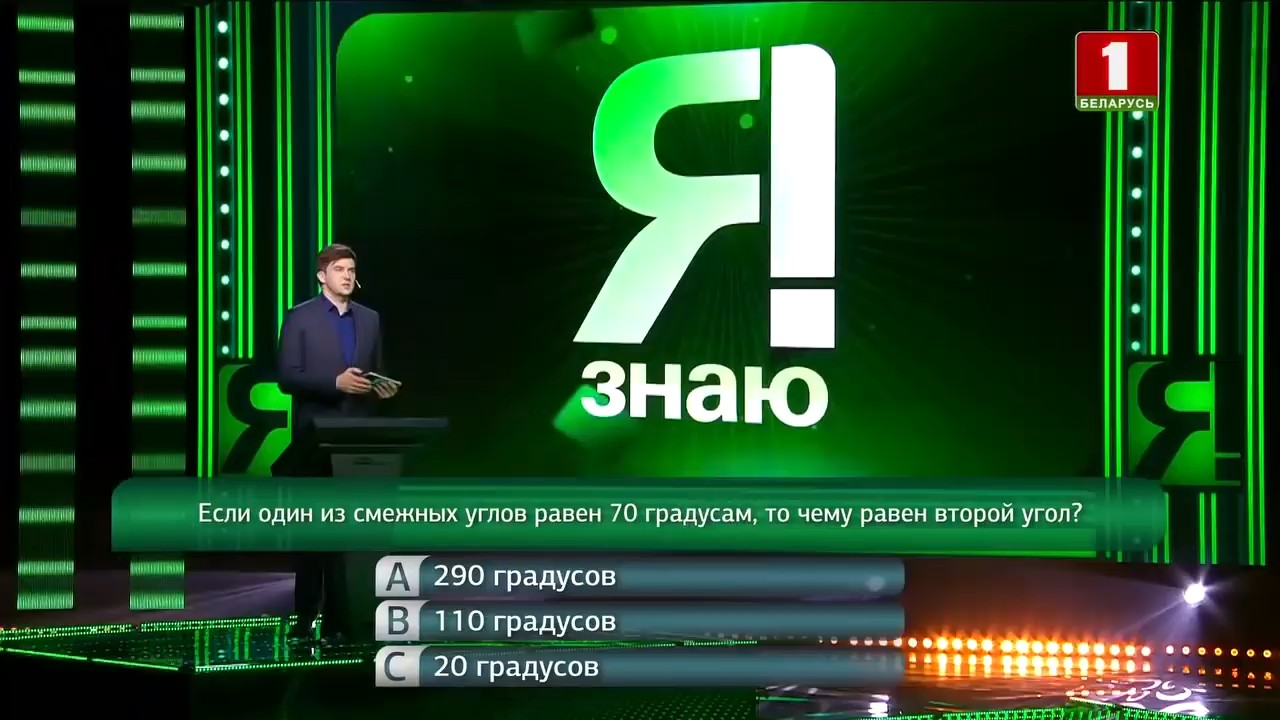 Я!
знаю
1
БЕЛАРУСЬ
Я!
Я!
Если один из смежных углов равен 70 градусам, то чему равен второй угол?
A 290 градусов
B 110 градусов
C 20 градусов